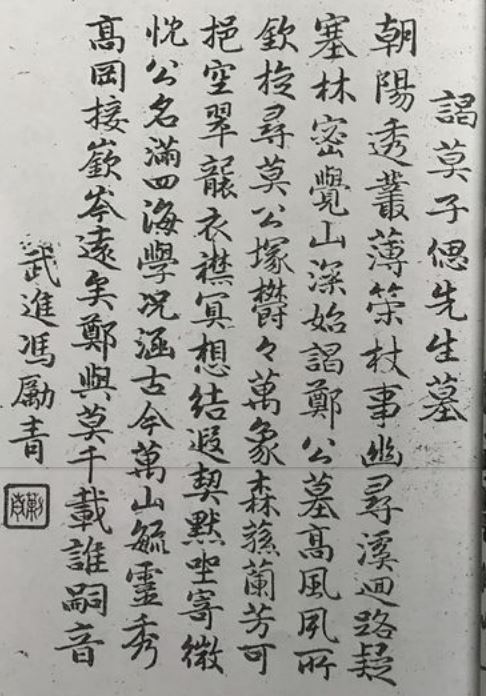 謁莫子偲先生墓
朝陽透叢薄策杖事幽尋溪迴路疑
塞林密覺山深始謁鄭公墓高風夙所
欽旋尋莫公塚欝々萬象森蓀蘭芳可
挹空翠襲衣襟冥想結遐契默坐寄微
忱公名滿四海學況涵古今萬山毓靈秀
高岡接嶔岑遠矣鄭與莫千載誰嗣音
武進馮勵青